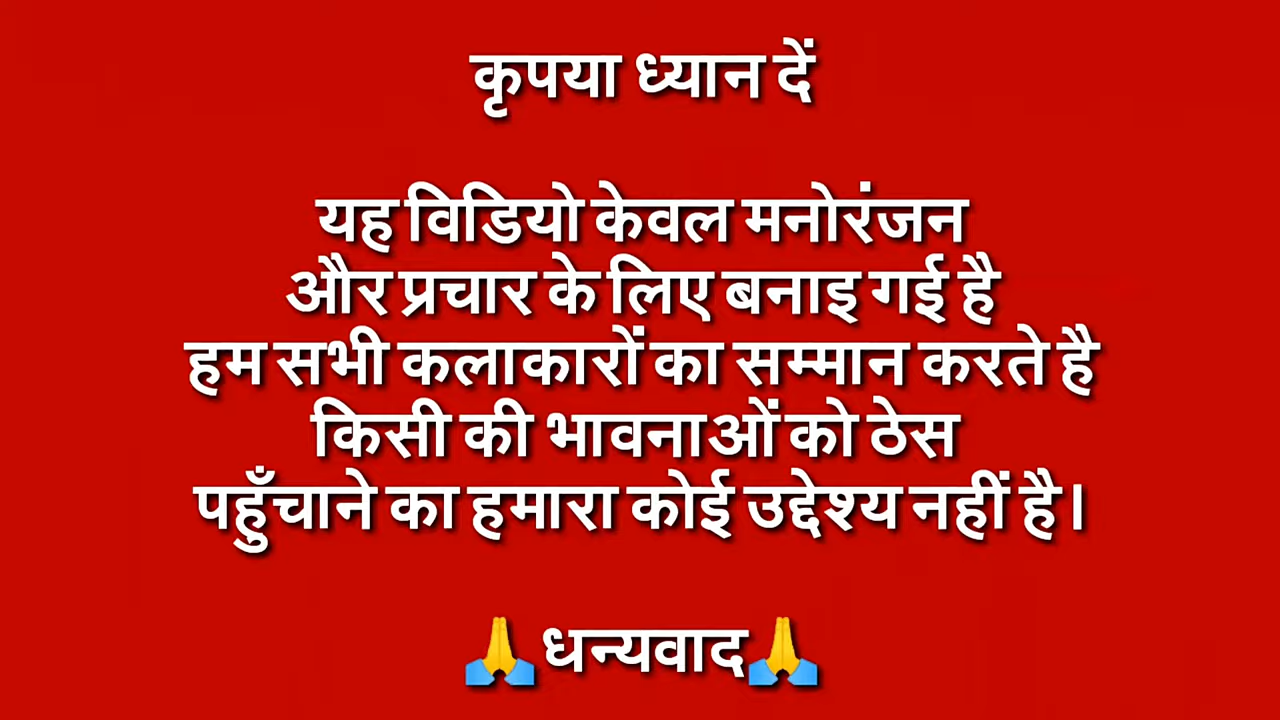 कृपया ध्यान दें
यह विडियो केवल मनोरंजन
और प्रचार के लिए बनाइ गई है
हम सभी कलाकारों का सम्मान करते है
किसी की भावनाओं को ठेस
पहुँचाने का हमारा कोई उद्देश्य नहीं है।
🙏धन्यवाद🙏